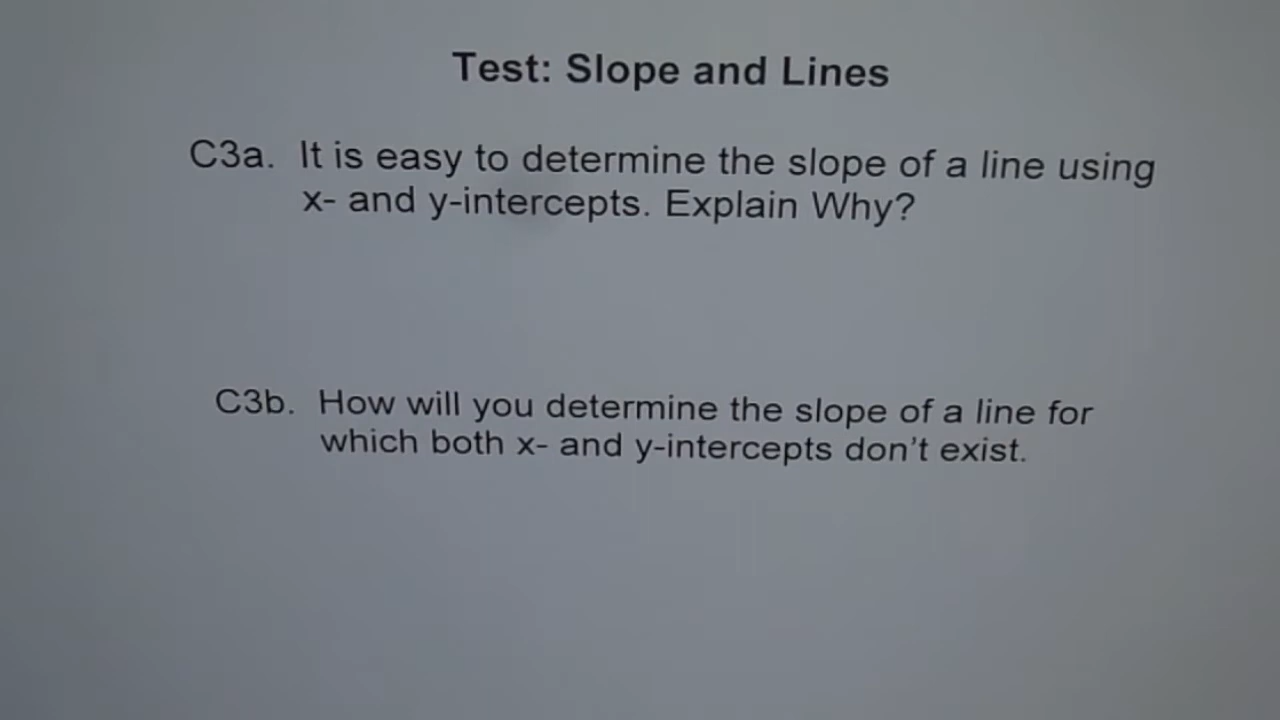 Test: Slope and Lines
C3a. It is easy to determine the slope of a line using
x- and y-intercepts. Explain Why?
C3b. How will you determine the slope of a line for
which both x- and y-intercepts don't exist.